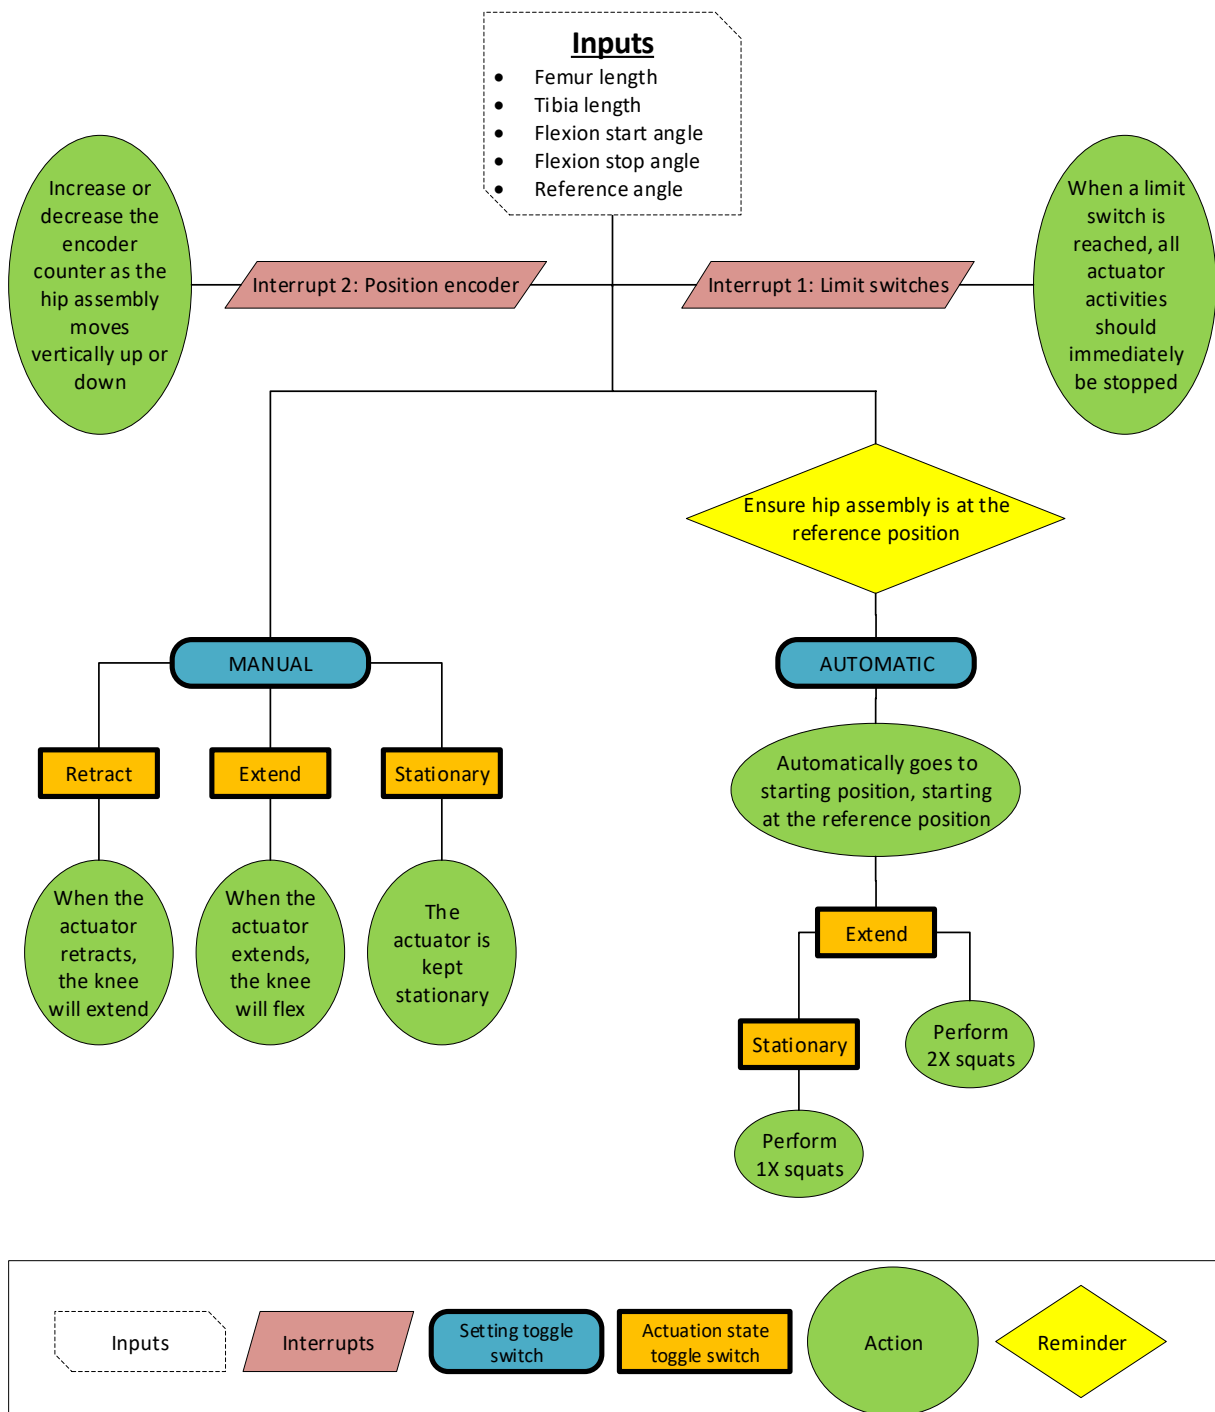 Inputs
• Femur length
• Tibia length
• Flexion start angle
• Flexion stop angle
• Reference angle
Increase or
decrease the
encoder
counter as the
hip assembly
moves
vertically up or
down
Interrupt 2: Position encoder
Interrupt 1: Limit switches
When a limit
switch is
reached, all
actuator
activities
should
immediately
be stopped
Ensure hip assembly is at the
reference position
MANUAL
AUTOMATIC
Retract
Extend
Stationary
Automatically goes to
starting position, starting
at the reference position
When the
actuator
retracts,
the knee
will extend
When the
actuator
extends,
the knee
will flex
The
actuator is
kept
stationary
Extend
Stationary
Perform
2X squats
Perform
1X squats
Inputs
Interrupts
Setting toggle
switch
Actuation state
toggle switch
Action
Reminder